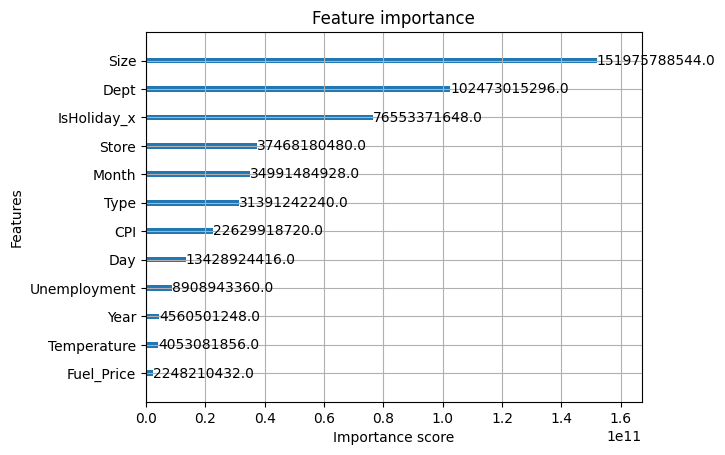 Feature importance
Features
Size 151975788544.0
Dept 102473015296.0
IsHoliday_x 76553371648.0
Store 37468180480.0
Month 34991484928.0
Type 31391242240.0
CPI 22629918720.0
Day 13428924416.0
Unemployment 8908943360.0
Year 4560501248.0
Temperature 4053081856.0
Fuel_Price 2248210432.0
0.0 0.2 0.4 0.6 0.8 1.0 1.2 1.4 1.6
1e11
Importance score